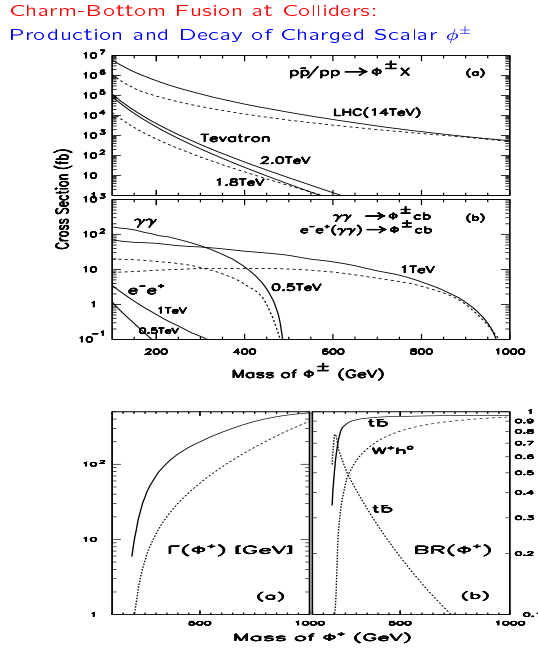 Charm-Bottom Fusion at Colliders:
Production and Decay of Charged Scalar ϕ±
10⁷
10⁶
10⁵
10⁴
10³
10²
10
1
pp̄/pp → Φ±X (a)
LHC(14TeV)
Tevatron
2.0TeV
1.8TeV
Cross Section (fb)
10³
10²
10
1
10⁻¹
γγ
γγ → Φ±cb (b)
e⁻e⁺(γγ) → Φ±cb
1TeV
0.5TeV
e⁻e⁺
1TeV
0.5TeV
200 400 600 800 1000
Mass of Φ± (GeV)
10²
10
1
Γ(Φ⁺) [GeV]
(a)
500 1000
tb̄
W⁺h⁰
tb̄
BR(Φ⁺)
(b)
1
0.9
0.8
0.7
0.6
0.5
0.4
0.3
0.2
0.1
500 1000
Mass of Φ⁺ (GeV)